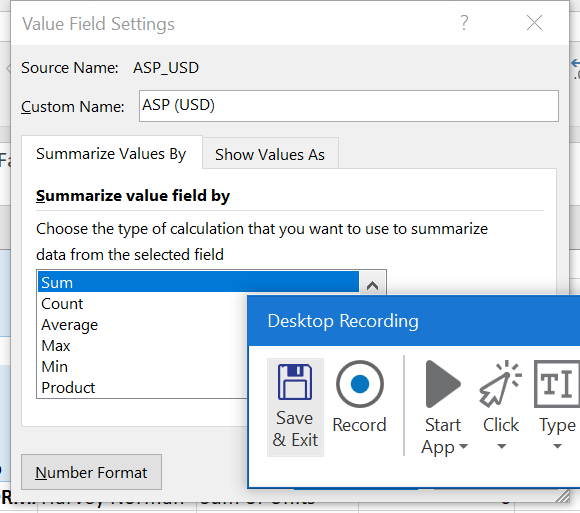 Value Field Settings
?
Source Name: ASP_USD
Custom Name: ASP (USD)
Fa
Summarize Values By
Show Values As
Summarize value field by
Choose the type of calculation that you want to use to summarize
data from the selected field
Sum
Count
Average
Max
Min
Product
Desktop Recording
Save
& Exit
Record
Start
App
Click
Type
Number Format